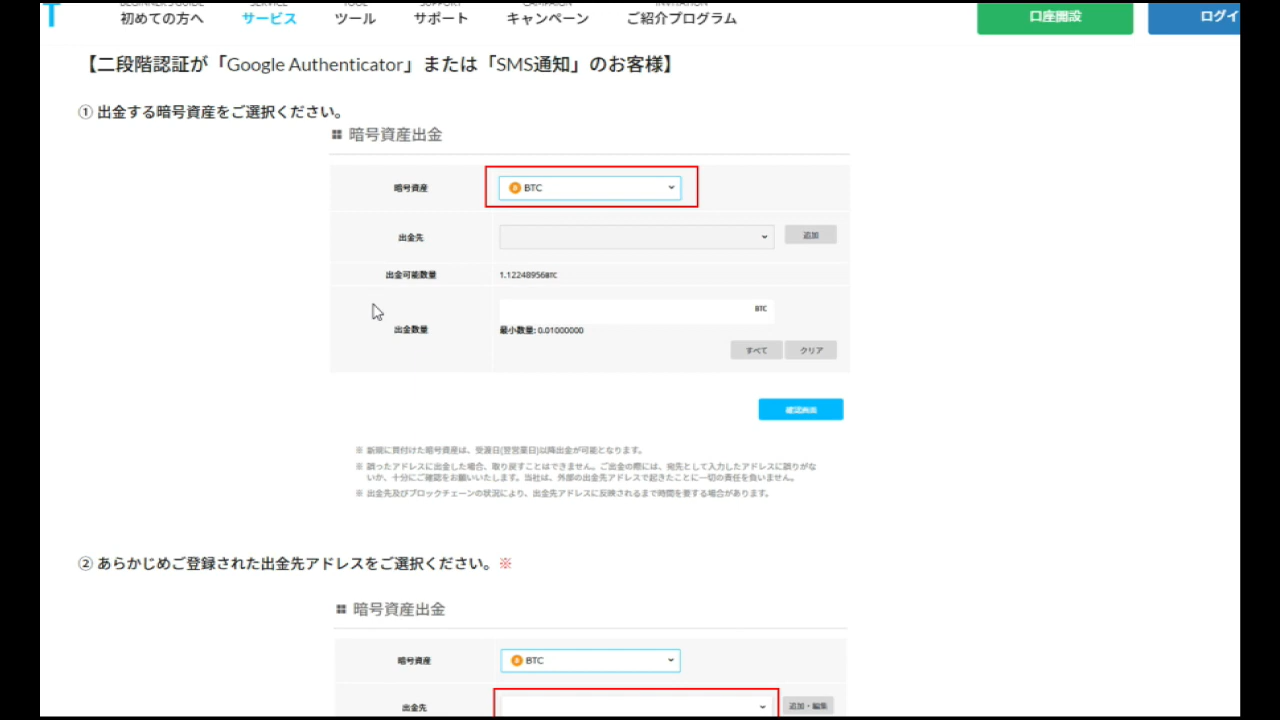 初めての方へ サービス ツール サポート キャンペーン ご紹介プログラム 口座開設 ログイ
【二段階認証が「Google Authenticator」または「SMS通知」のお客様】
① 出金する暗号資産をご選択ください。
暗号資産出金
暗号資産 BTC
出金先 追加
出金可能数量 1.12248956BTC
BTC
出金数量
最小数量: 0.01000000
すべて クリア
確認画面
※ 新規に買付けた暗号資産は、受渡日(翌営業日)以降出金が可能となります。
※ 誤ったアドレスに出金した場合、取り戻すことはできません。ご出金の際には、宛先として入力したアドレスに誤りがな
いか、十分にご確認をお願いいたします。当社は、外部の出金先アドレスで起きたことに一切の責任を負いません。
※ 出金先及びブロックチェーンの状況により、出金先アドレスに反映されるまで時間を要する場合があります。
② あらかじめご登録された出金先アドレスをご選択ください。※
暗号資産出金
暗号資産 BTC
出金先 追加・編集